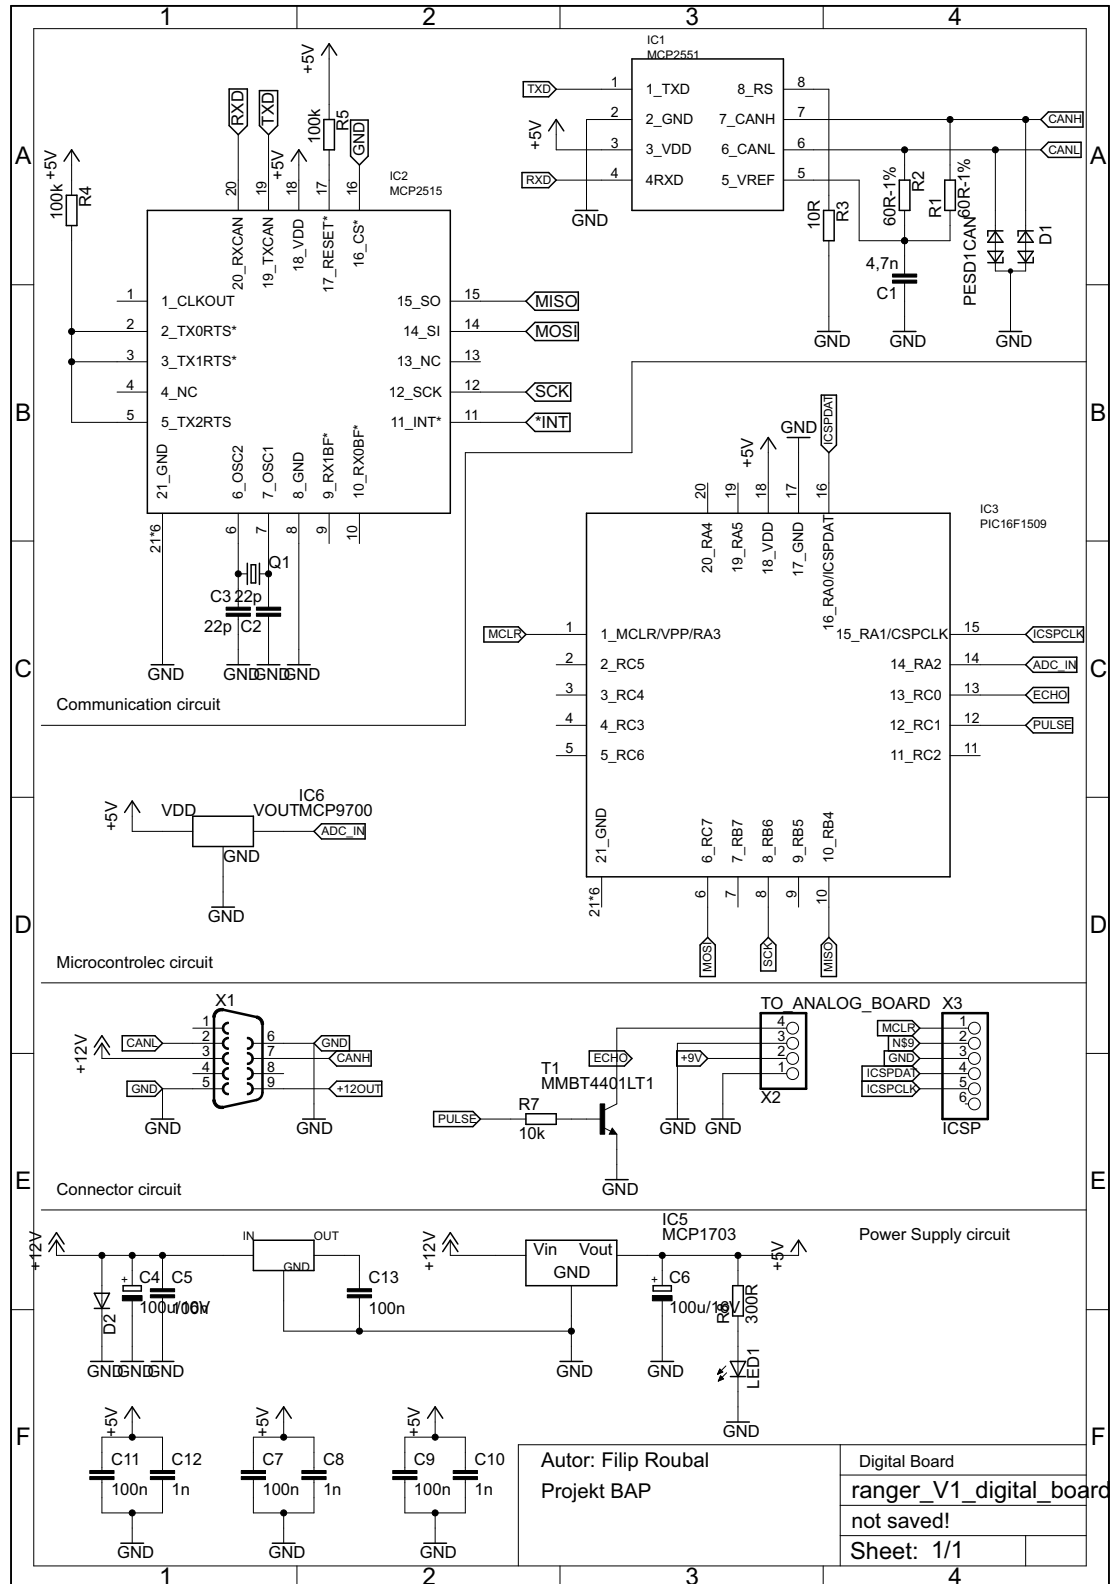 1 2 3 4
A
B
C
D
E
F
+5V
RXD
TXD
+5V
100k
R5
GND
+5V
100k
R4
IC2
MCP2515
20 19 18 17 16
20_RXCAN
19_TXCAN
18_VDD
17_RESET*
16_CS*
1 1_CLKOUT
2 2_TX0RTS*
3 3_TX1RTS*
4 4_NC
5 5_TX2RTS
15_SO 15 MISO
14_SI 14 MOSI
13_NC 13
12_SCK 12 SCK
11_INT* 11 *INT
21_GND
6_OSC2
7_OSC1
8_GND
9_RX1BF*
10_RX0BF*
21*6 6 7 8 9 10
Q1
C3 22p
22p C2
GND GND GND GND
Communication circuit
IC1
MCP2551
TXD 1 1_TXD
2 2_GND
+5V 3 3_VDD
RXD 4 4RXD
8_RS 8
7_CANH 7 CANH
6_CANL 6 CANL
5_VREF 5
GND
10R
R3
60R-1%
R2
R1
60R-1%
4,7n
C1
PESD1CAN
D1
GND GND GND
+5V
GND
ICSPDAT
20 19 18 17 16
IC3
PIC16F1509
20_RA4
19_RA5
18_VDD
17_GND
16_RA0/ICSPDAT
MCLR 1 1_MCLR/VPP/RA3
2 2_RC5
3 3_RC4
4 4_RC3
5 5_RC6
15_RA1/CSPCLK 15 ICSPCLK
14_RA2 14 ADC_IN
13_RC0 13 ECHO
12_RC1 12 PULSE
11_RC2 11
21_GND
6_RC7
7_RB7
8_RB6
9_RB5
10_RB4
21*6 6 7 8 9 10
MOSI
SCK
MISO
+5V
VDD
IC6
VOUTMCP9700
ADC_IN
GND
GND
Microcontrolec circuit
X1
+12V
CANL
GND
1
2
3
4
5
6
7
8
9
GND
CANH
+12OUT
GND
GND
PULSE
R7
10k
T1
MMBT4401LT1
ECHO
GND
TO_ANALOG_BOARD
+9V
4
3
2
1
X2
GND GND
X3
MCLR 1
N$9 2
GND 3
ICSPDAT 4
ICSPCLK 5
6
ICSP
Connector circuit
+12V
IN OUT
GND
D2
C4
100u/16V
C5
100n
C13
100n
GND GND GND
+12V
IC5
MCP1703
Vin Vout
GND
GND
C6
100u/16V
GND
R8
300R
+5V
LED1
GND
Power Supply circuit
+5V
C11
100n
C12
1n
GND
+5V
C7
100n
C8
1n
GND
+5V
C9
100n
C10
1n
GND
Autor: Filip Roubal
Projekt BAP
Digital Board
ranger_V1_digital_board
not saved!
Sheet: 1/1
A
B
C
D
E
F
1 2 3 4